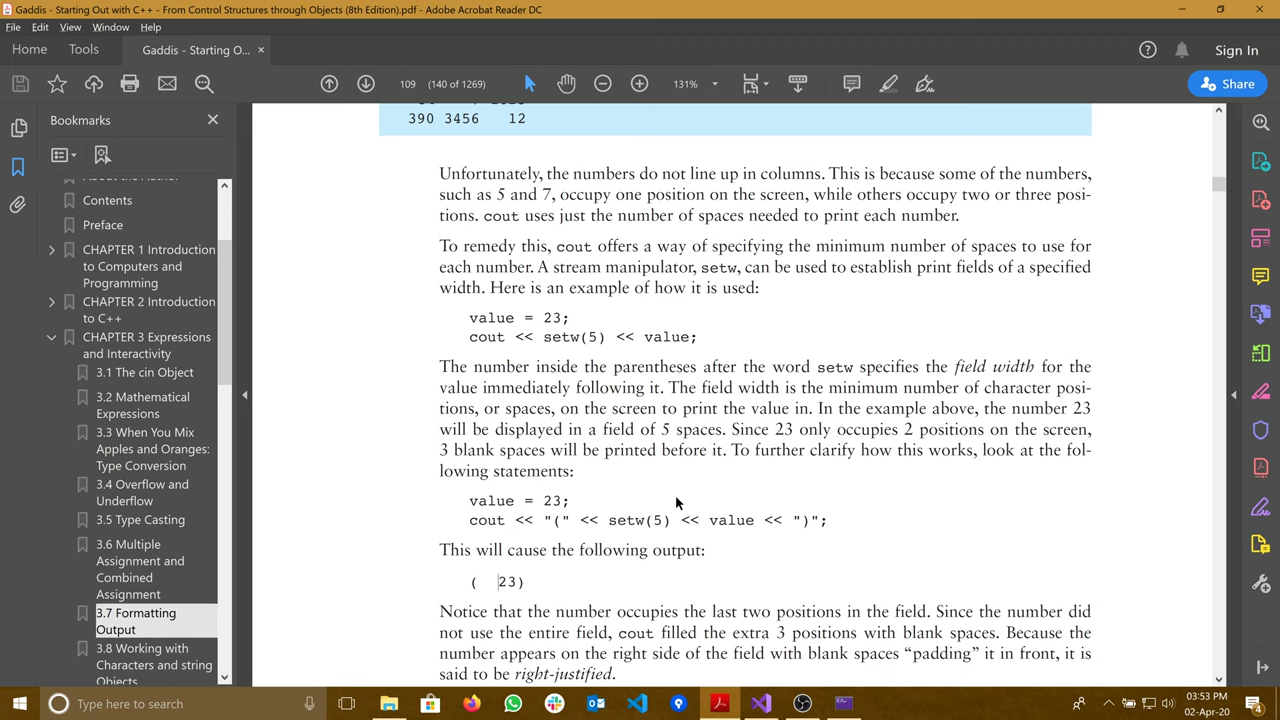 Gaddis - Starting Out with C++ - From Control Structures through Objects (8th Edition).pdf - Adobe Acrobat Reader DC
File Edit View Window Help
Home Tools Gaddis - Starting O... × Sign In
109 (140 of 1269) 131% Share
Bookmarks
Contents
Preface
CHAPTER 1 Introduction
to Computers and
Programming
CHAPTER 2 Introduction
to C++
CHAPTER 3 Expressions
and Interactivity
3.1 The cin Object
3.2 Mathematical
Expressions
3.3 When You Mix
Apples and Oranges:
Type Conversion
3.4 Overflow and
Underflow
3.5 Type Casting
3.6 Multiple
Assignment and
Combined
Assignment
3.7 Formatting
Output
3.8 Working with
Characters and string
Objects
390 3456 12
Unfortunately, the numbers do not line up in columns. This is because some of the numbers,
such as 5 and 7, occupy one position on the screen, while others occupy two or three posi-
tions. cout uses just the number of spaces needed to print each number.
To remedy this, cout offers a way of specifying the minimum number of spaces to use for
each number. A stream manipulator, setw, can be used to establish print fields of a specified
width. Here is an example of how it is used:
value = 23;
cout << setw(5) << value;
The number inside the parentheses after the word setw specifies the field width for the
value immediately following it. The field width is the minimum number of character posi-
tions, or spaces, on the screen to print the value in. In the example above, the number 23
will be displayed in a field of 5 spaces. Since 23 only occupies 2 positions on the screen,
3 blank spaces will be printed before it. To further clarify how this works, look at the fol-
lowing statements:
value = 23;
cout << "(" << setw(5) << value << ")";
This will cause the following output:
(   23)
Notice that the number occupies the last two positions in the field. Since the number did
not use the entire field, cout filled the extra 3 positions with blank spaces. Because the
number appears on the right side of the field with blank spaces “padding” it in front, it is
said to be right-justified.
Type here to search
03:53 PM
02-Apr-20
4